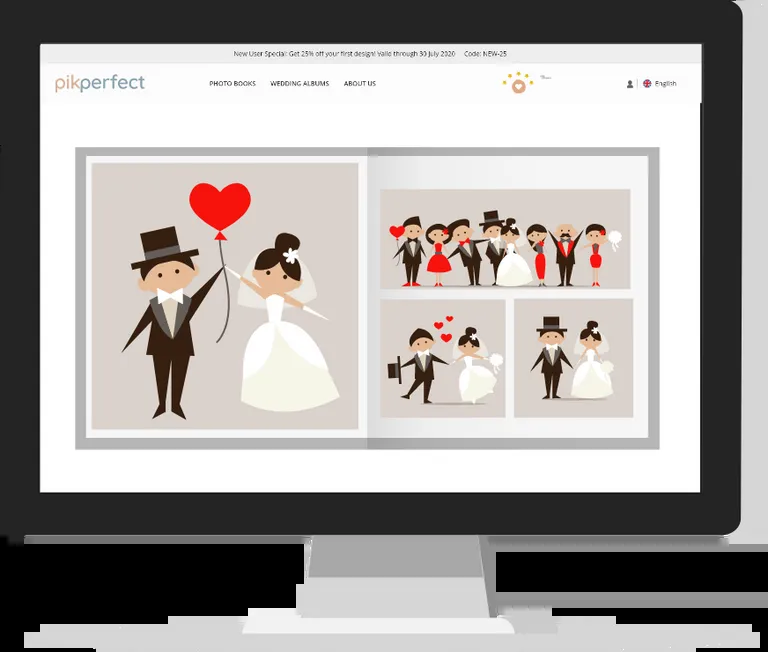 New User Special: Get 25% off your first design! Valid through 30 July 2020 Code: NEW-25
pikperfect
PHOTO BOOKS WEDDING ALBUMS ABOUT US
English